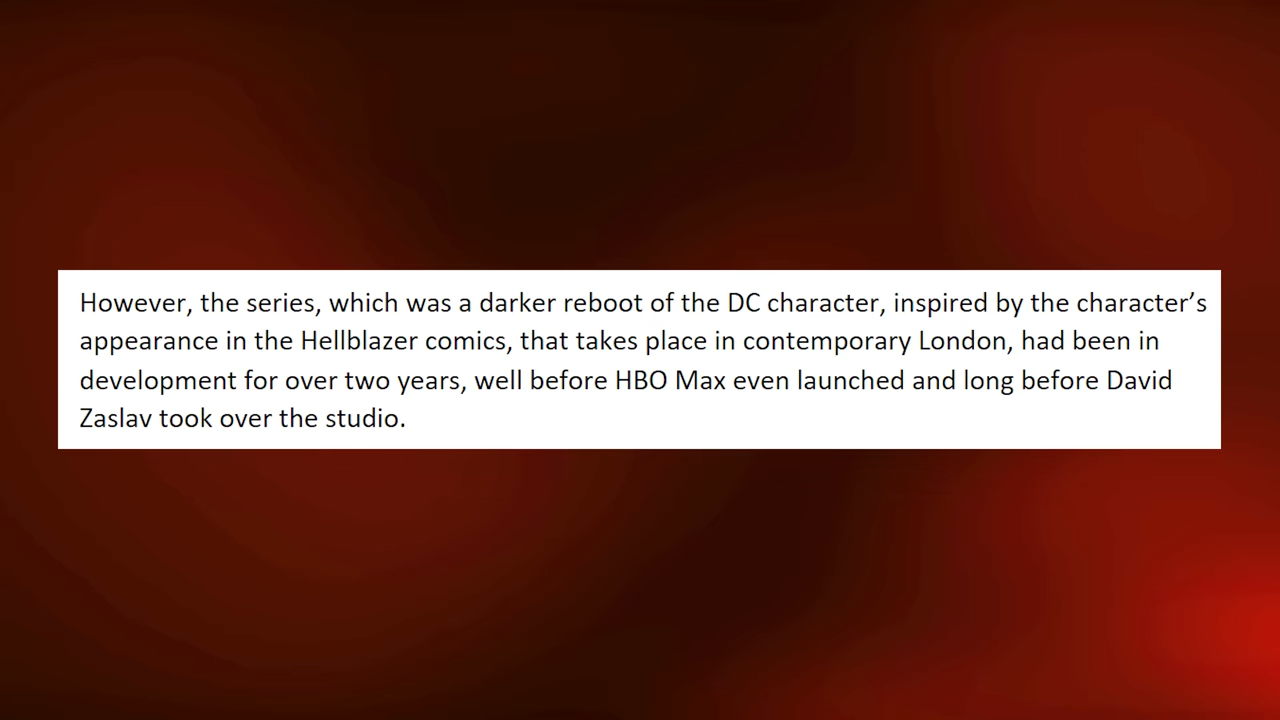 However, the series, which was a darker reboot of the DC character, inspired by the character’s
appearance in the Hellblazer comics, that takes place in contemporary London, had been in
development for over two years, well before HBO Max even launched and long before David
Zaslav took over the studio.